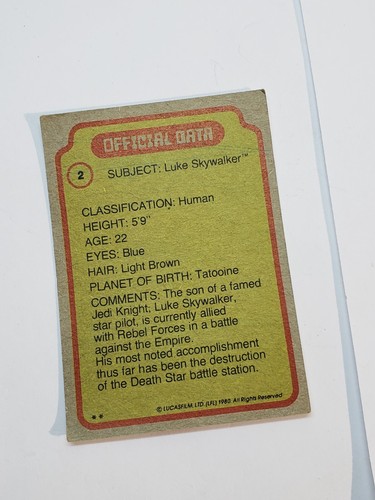 OFFICIAL DATA
2
SUBJECT: Luke Skywalker™
CLASSIFICATION: Human
HEIGHT: 5'9"
AGE: 22
EYES: Blue
HAIR: Light Brown
PLANET OF BIRTH: Tatooine
COMMENTS: The son of a famed
Jedi Knight; Luke Skywalker,
star pilot, is currently allied
with Rebel Forces in a battle
against the Empire.
His most noted accomplishment
thus far has been the destruction
of the Death Star battle station.
** © LUCASFILM, LTD. (LFL) 1980. All Rights Reserved